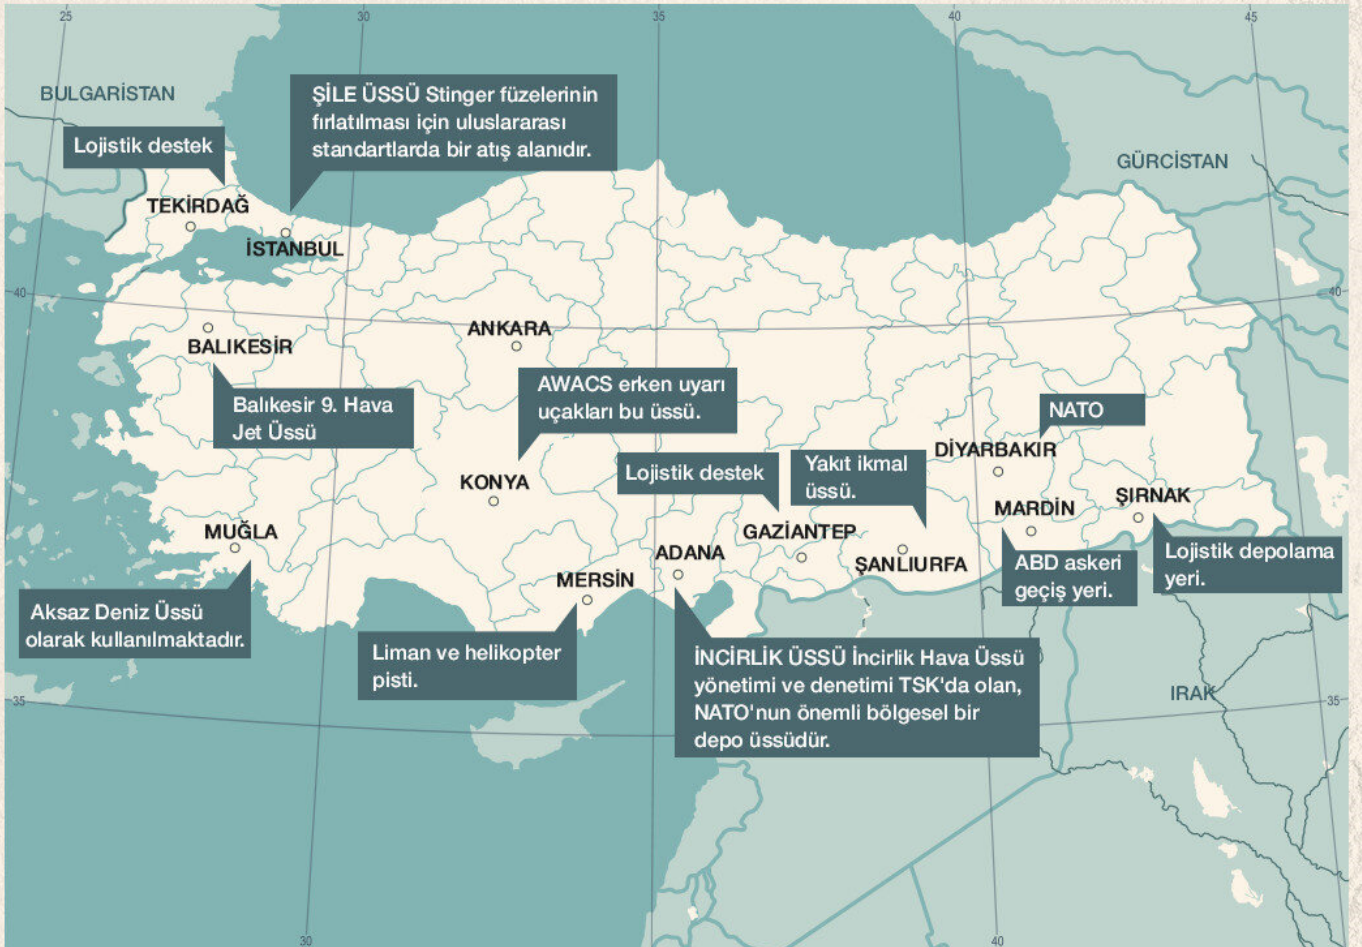 25
30
35
40
45
BULGARİSTAN
ŞİLE ÜSSÜ Stinger füzelerinin
fırlatılması için uluslararası
standartlarda bir atış alanıdır.
Lojistik destek
GÜRCİSTAN
TEKİRDAĞ
İSTANBUL
40
40
ANKARA
BALIKESİR
AWACS erken uyarı
uçakları bu üssü.
Balıkesir 9. Hava
Jet Üssü
NATO
DİYARBAKIR
Lojistik destek
Yakıt ikmal
üssü.
KONYA
ŞIRNAK
MARDİN
MUĞLA
GAZİANTEP
ADANA
ŞANLIURFA
MERSİN
ABD askeri
geçiş yeri.
Lojistik depolama
yeri.
Aksaz Deniz Üssü
olarak kullanılmaktadır.
Liman ve helikopter
pisti.
İNCİRLİK ÜSSÜ İncirlik Hava Üssü
yönetimi ve denetimi TSK'da olan,
NATO'nun önemli bölgesel bir
depo üssüdür.
IRAK
35
35
30
40